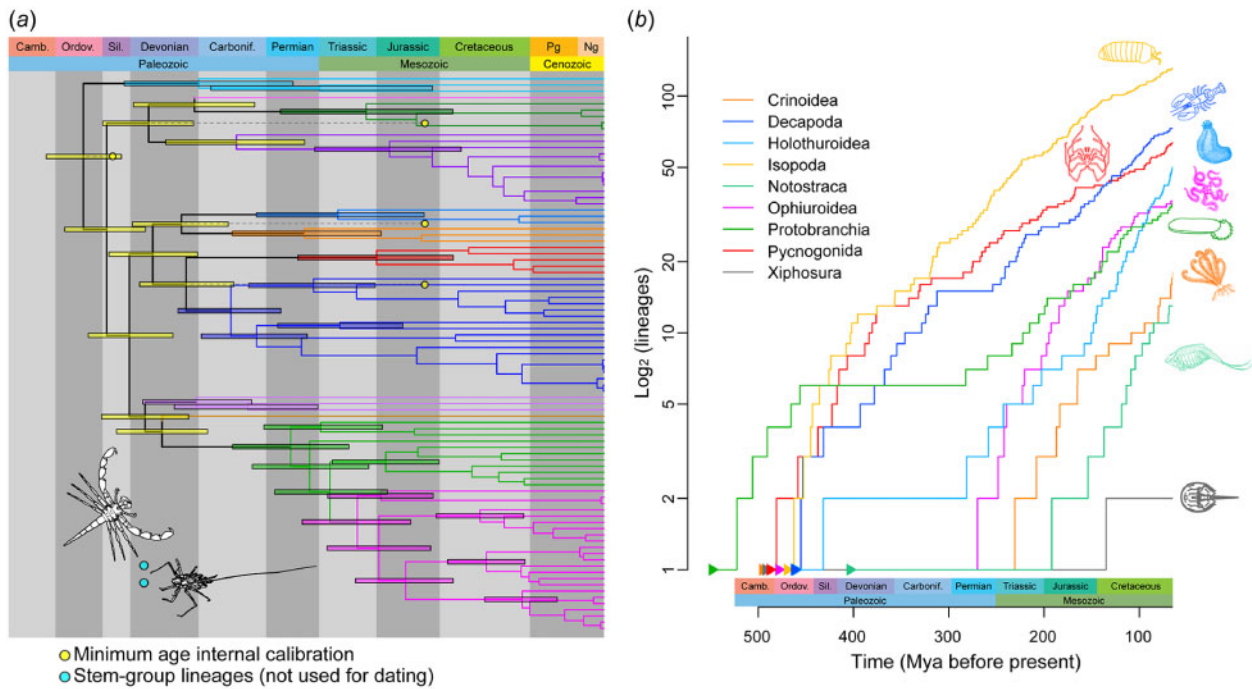 (a)
Camb. Ordov. Sil. Devonian Carbonif. Permian Triassic Jurassic Cretaceous Pg Ng
Paleozoic Mesozoic Cenozoic
Minimum age internal calibration
Stem-group lineages (not used for dating)
(b)
Log2 (lineages)
100
50
20
10
5
2
1
Crinoidea
Decapoda
Holothuroidea
Isopoda
Notostraca
Ophiuroidea
Protobranchia
Pycnogonida
Xiphosura
Camb. Ordov. Sil. Devonian Carbonif. Permian Triassic Jurassic Cretaceous
Paleozoic Mesozoic
500 400 300 200 100
Time (Mya before present)